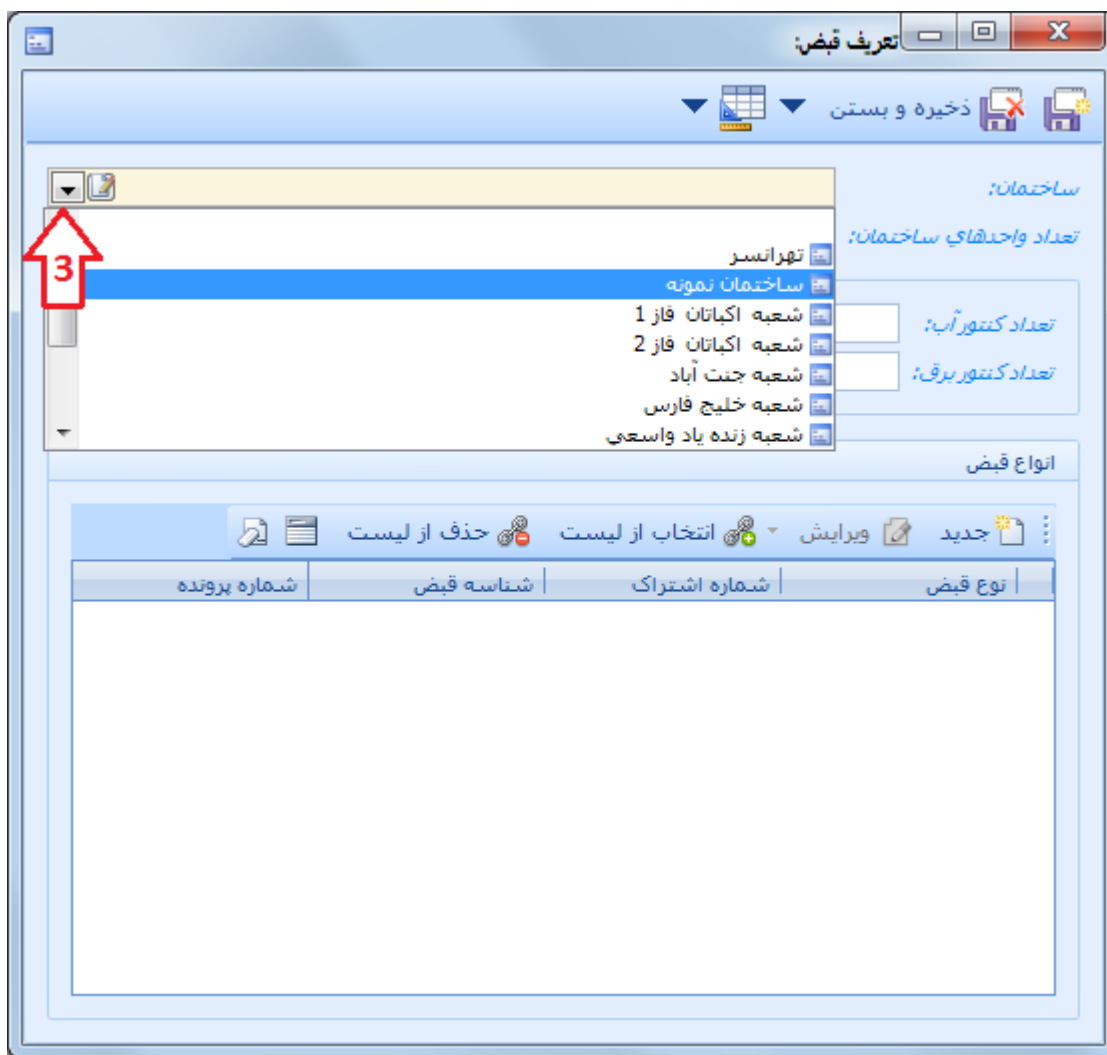 تعریف قبض:
ذخیره و بستن
ساختمان:
تعداد واحدهاي ساختمان:
3
تهرانسر
ساختمان نمونه
شعبه اکباتان فاز 1
شعبه اکباتان فاز 2
شعبه جنت آباد
شعبه خلیج فارس
شعبه زنده یاد واسعی
تعداد کنتور آب:
تعداد کنتور برق:
انواع قبض
جدید ویرایش انتخاب از لیست حذف از لیست
نوع قبض شماره اشتراک شناسه قبض شماره پرونده